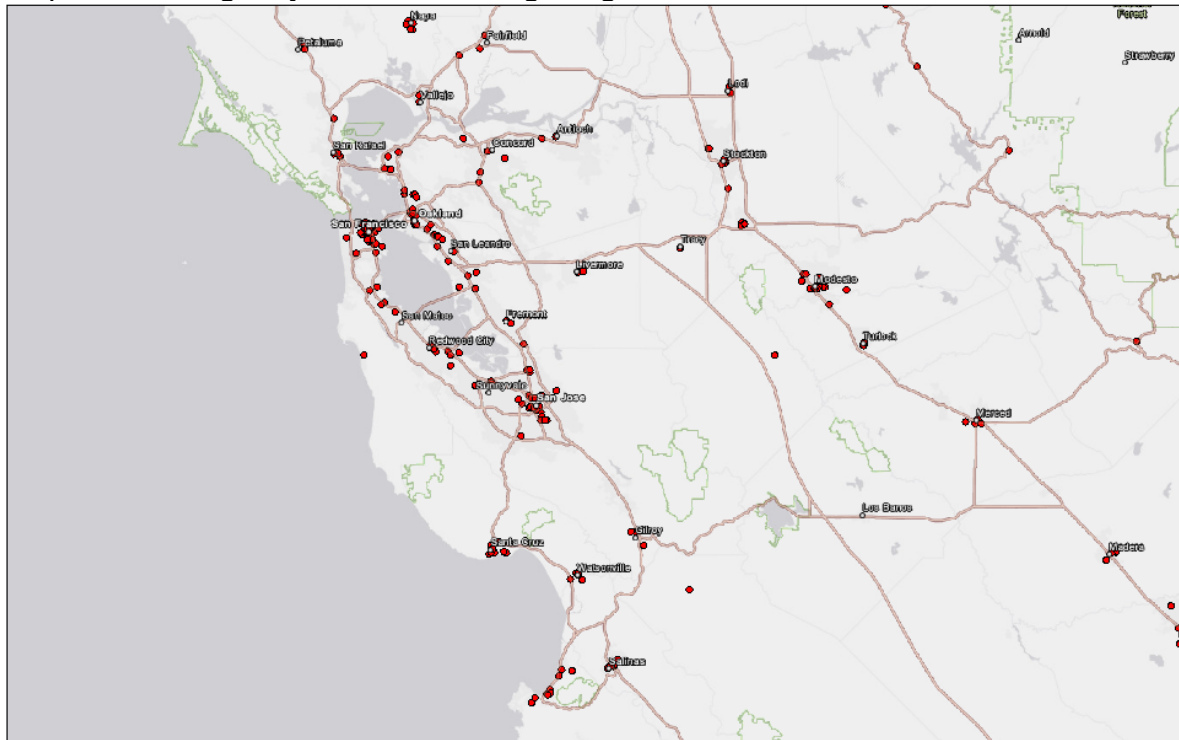 Forest
Napa
Arnold
Petaluma
Fairfield
Strawberry
Lodi
Vallejo
Antioch
Concord
San Rafael
Stockton
Oakland
San Francisco
San Leandro
Tracy
Livermore
Modesto
Fremont
San Mateo
Turlock
Redwood City
San Jose
Merced
Los Banos
Gilroy
Santa Cruz
Madera
Watsonville
Salinas